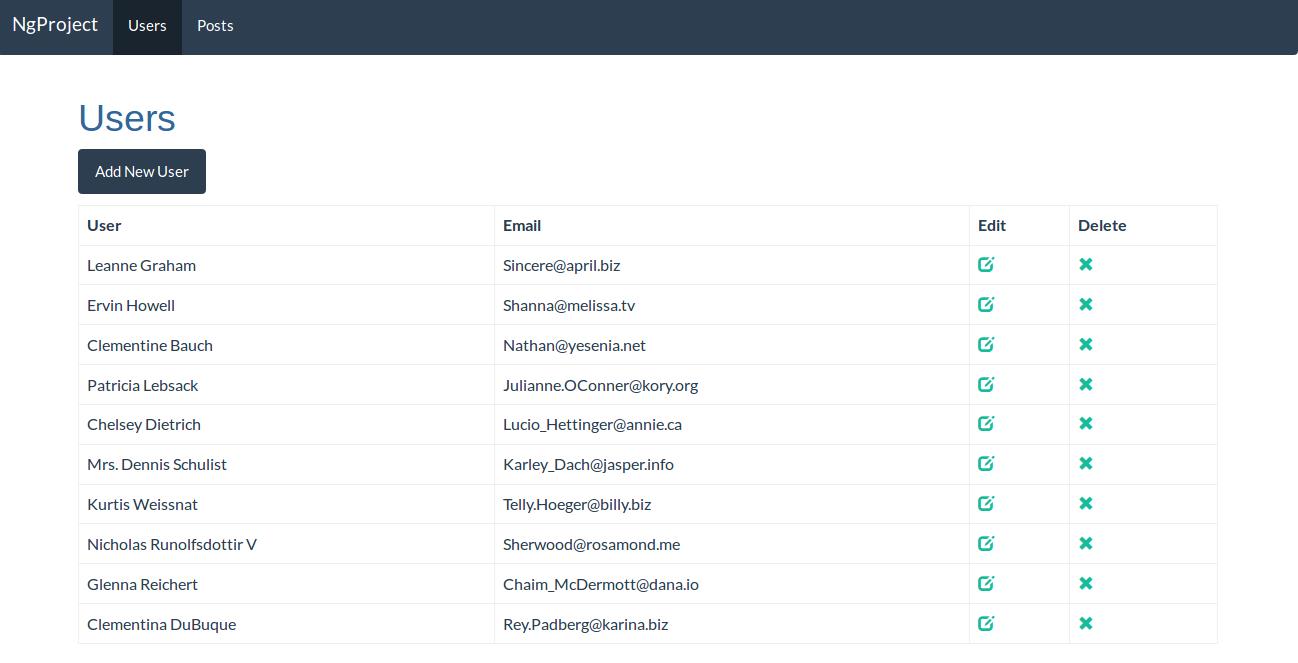 NgProject Users Posts
Users
Add New User
User Email Edit Delete
Leanne Graham Sincere@april.biz
Ervin Howell Shanna@melissa.tv
Clementine Bauch Nathan@yesenia.net
Patricia Lebsack Julianne.OConner@kory.org
Chelsey Dietrich Lucio_Hettinger@annie.ca
Mrs. Dennis Schulist Karley_Dach@jasper.info
Kurtis Weissnat Telly.Hoeger@billy.biz
Nicholas Runolfsdottir V Sherwood@rosamond.me
Glenna Reichert Chaim_McDermott@dana.io
Clementina DuBuque Rey.Padberg@karina.biz